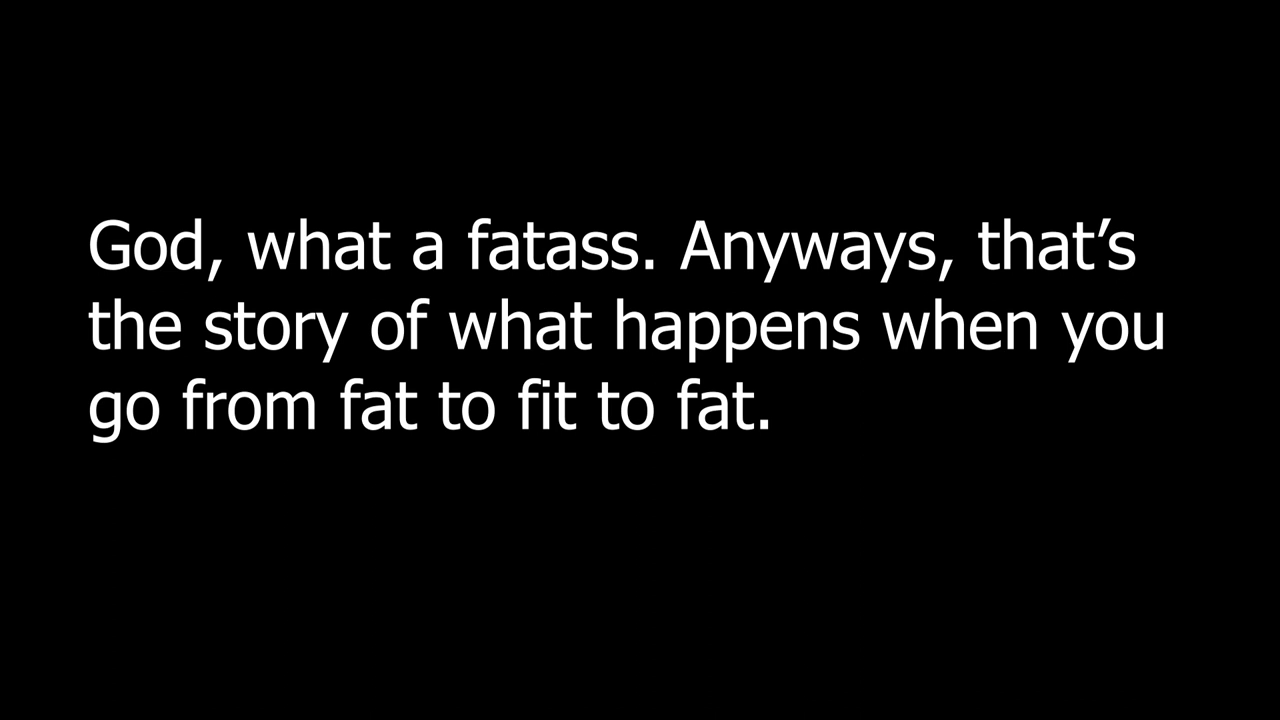 God, what a fatass. Anyways, that’s
the story of what happens when you
go from fat to fit to fat.